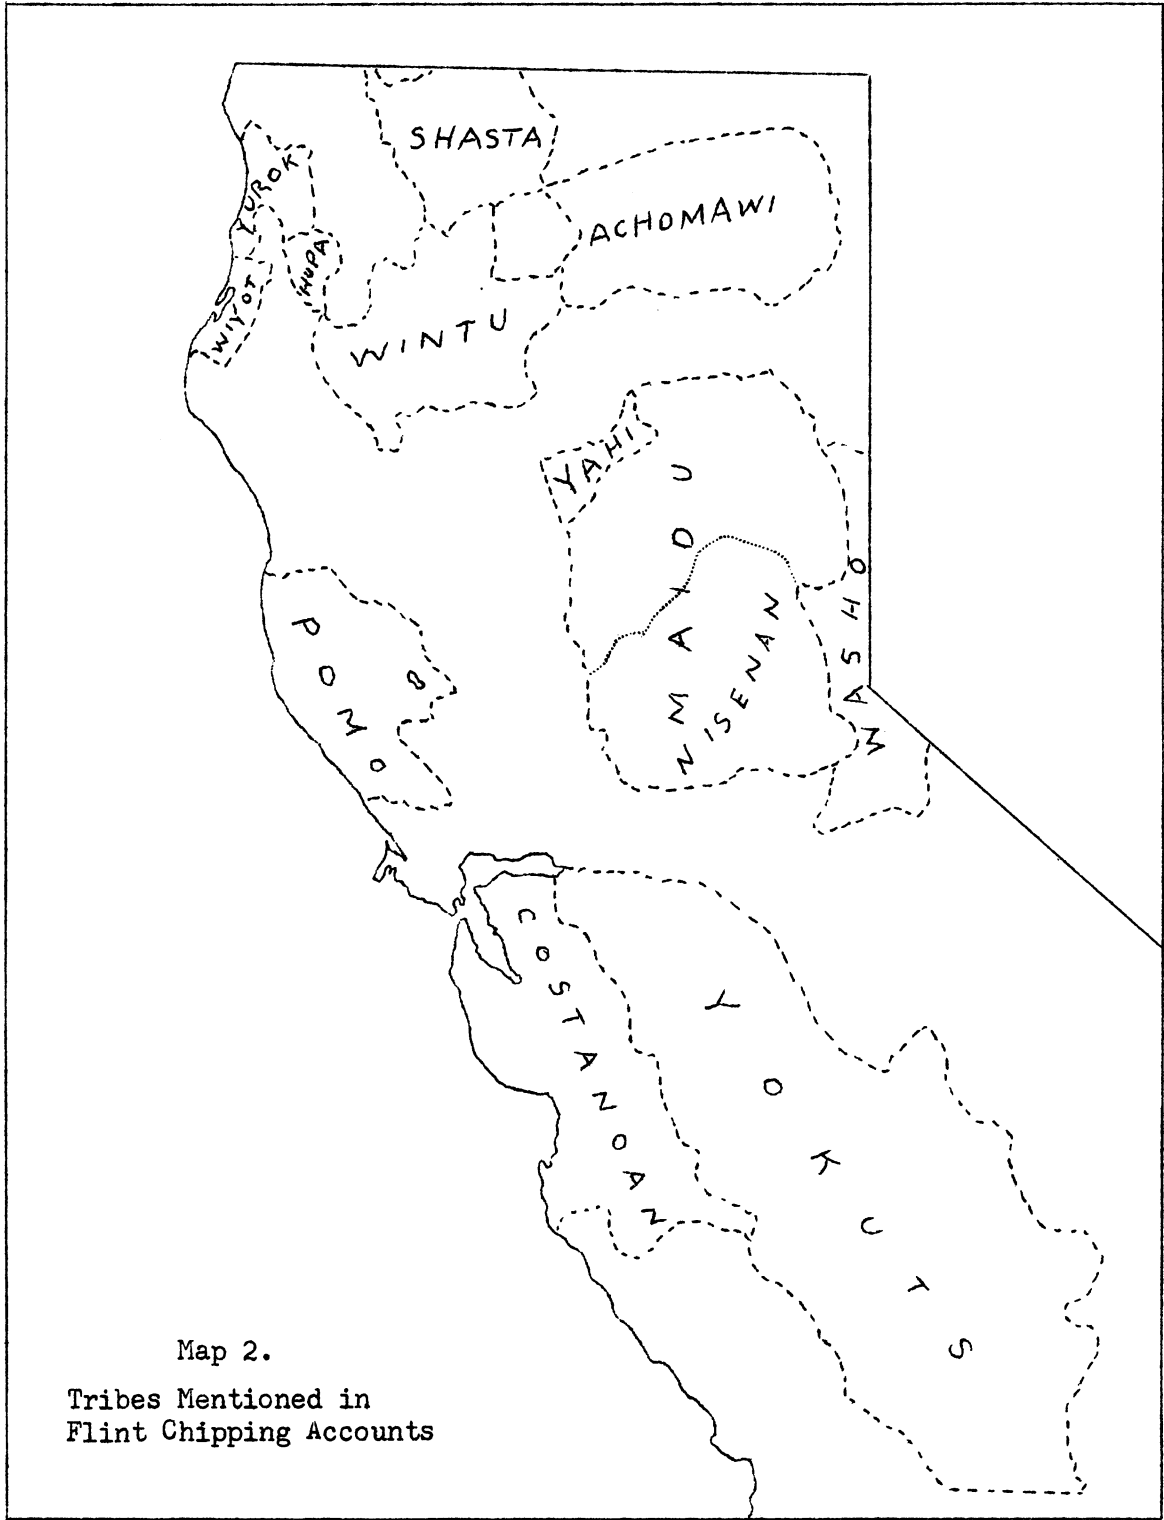 SHASTA
YUROK
ACHOMAWI
HUPA
WIYOT
WINTU
YAHI
MAIDU
WASHO
NISENAN
POMO
COSTANOAN
YOKUTS
Map 2.
Tribes Mentioned in
Flint Chipping Accounts